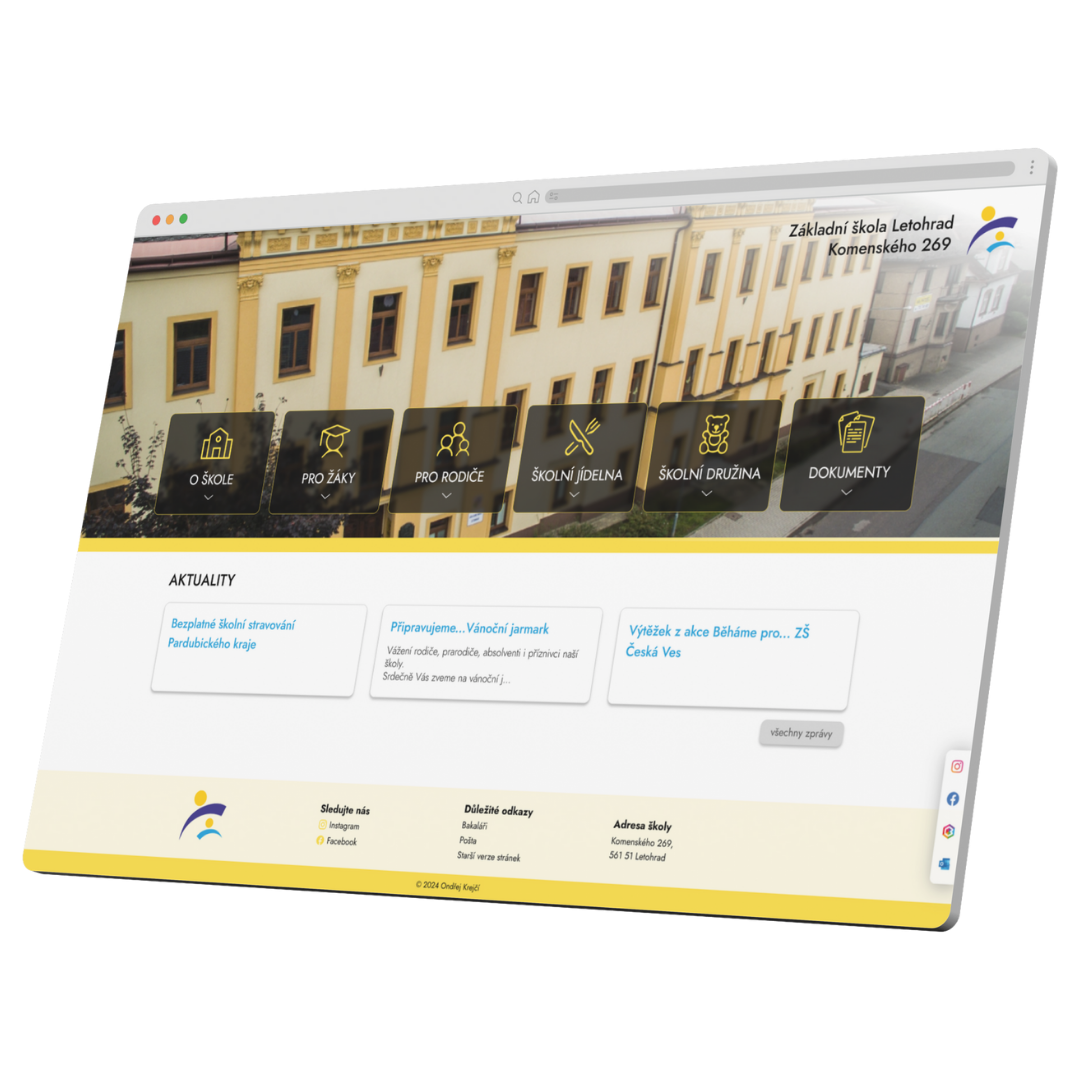 Základní škola Letohrad
Komenského 269
O ŠKOLE
PRO ŽÁKY
PRO RODIČE
ŠKOLNÍ JÍDELNA
ŠKOLNÍ DRUŽINA
DOKUMENTY
AKTUALITY
Bezplatné školní stravování
Pardubického kraje
Připravujeme...Vánoční jarmark
Vážení rodiče, prarodiče, absolventi i příznivci naší
školy.
Srdečně Vás zveme na vánoční j...
Výtěžek z akce Běháme pro... ZŠ
Česká Ves
všechny zprávy
Sledujte nás
Instagram
Facebook
Důležité odkazy
Bakaláři
Pošta
Starší verze stránek
Adresa školy
Komenského 269,
561 51 Letohrad
© 2024 Ondřej Krejčí